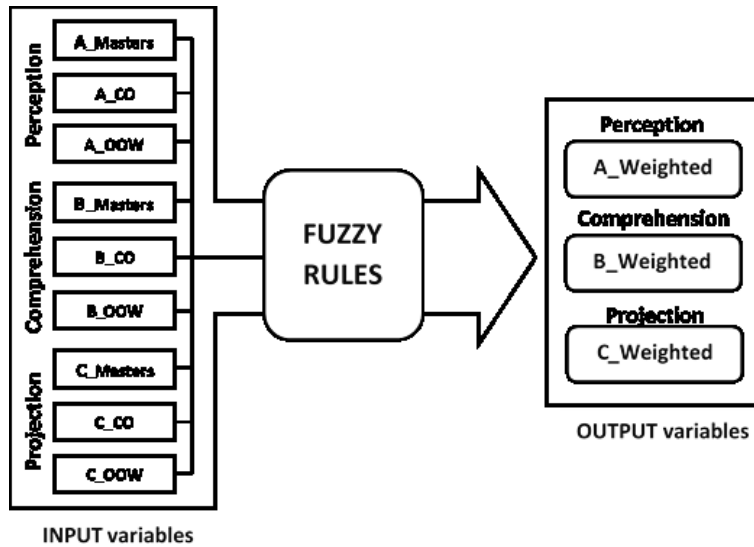 Perception
A_Masters
A_CO
A_OOW
Comprehension
B_Masters
B_CO
B_OOW
Projection
C_Masters
C_CO
C_OOW
INPUT variables
FUZZY
RULES
Perception
A_Weighted
Comprehension
B_Weighted
Projection
C_Weighted
OUTPUT variables